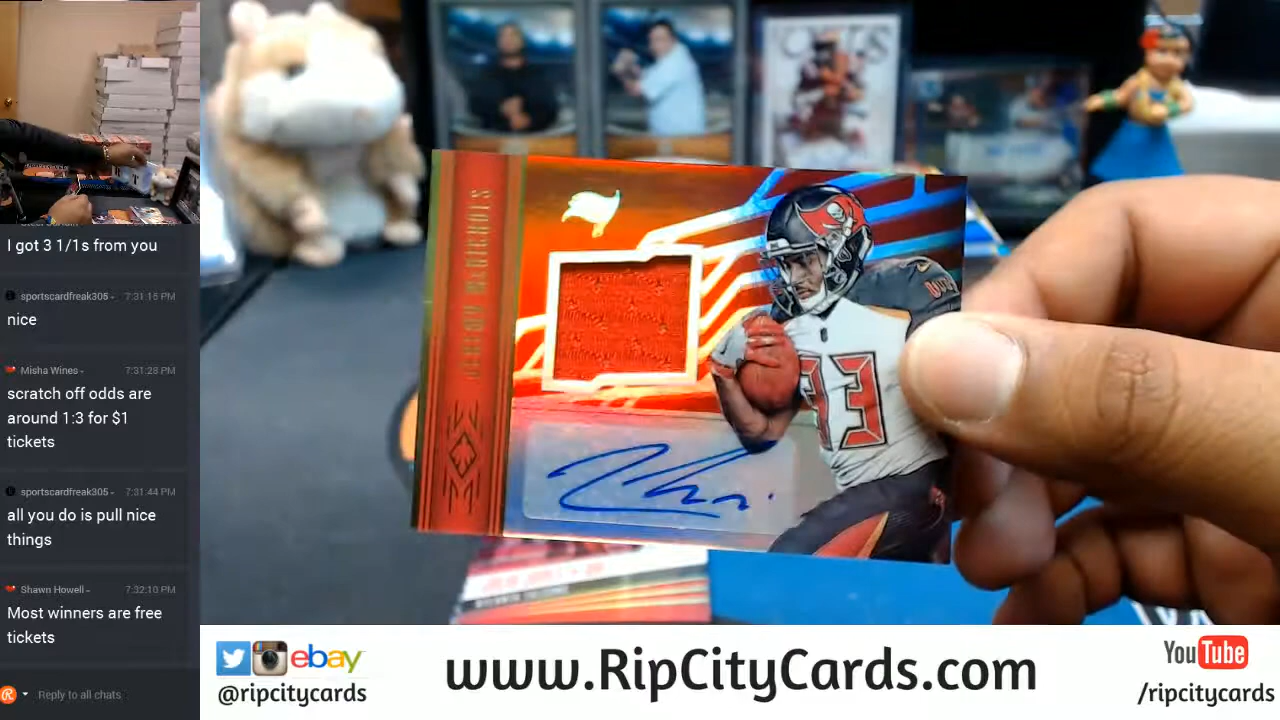 I got 3 1/1s from you
sportscardfreak305 - 7:31:15 PM
nice
Misha Wines - 7:31:28 PM
scratch off odds are
around 1:3 for $1
tickets
sportscardfreak305 - 7:31:44 PM
all you do is pull nice
things
Shawn Howell - 7:32:10 PM
Most winners are free
tickets
Reply to all chats
33
ebay
@ripcitycards
www.RipCityCards.com
YouTube
/ripcitycards